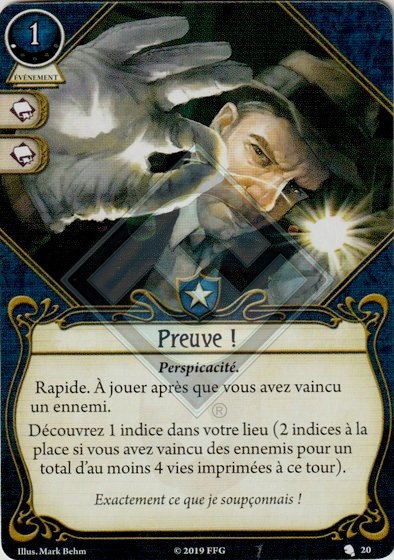 1
ÉVÉNEMENT
Preuve !
Perspicacité.
Rapide. À jouer après que vous avez vaincu
un ennemi.
Découvrez 1 indice dans votre lieu (2 indices à la
place si vous avez vaincu des ennemis pour un
total d'au moins 4 vies imprimées à ce tour).
®
Exactement ce que je soupçonnais !
Illus. Mark Behm © 2019 FFG 20